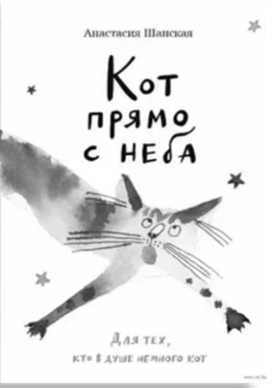 Анастасия Шанская
Кот
прямо
с неба
Для тех,
кто в душе немного кот